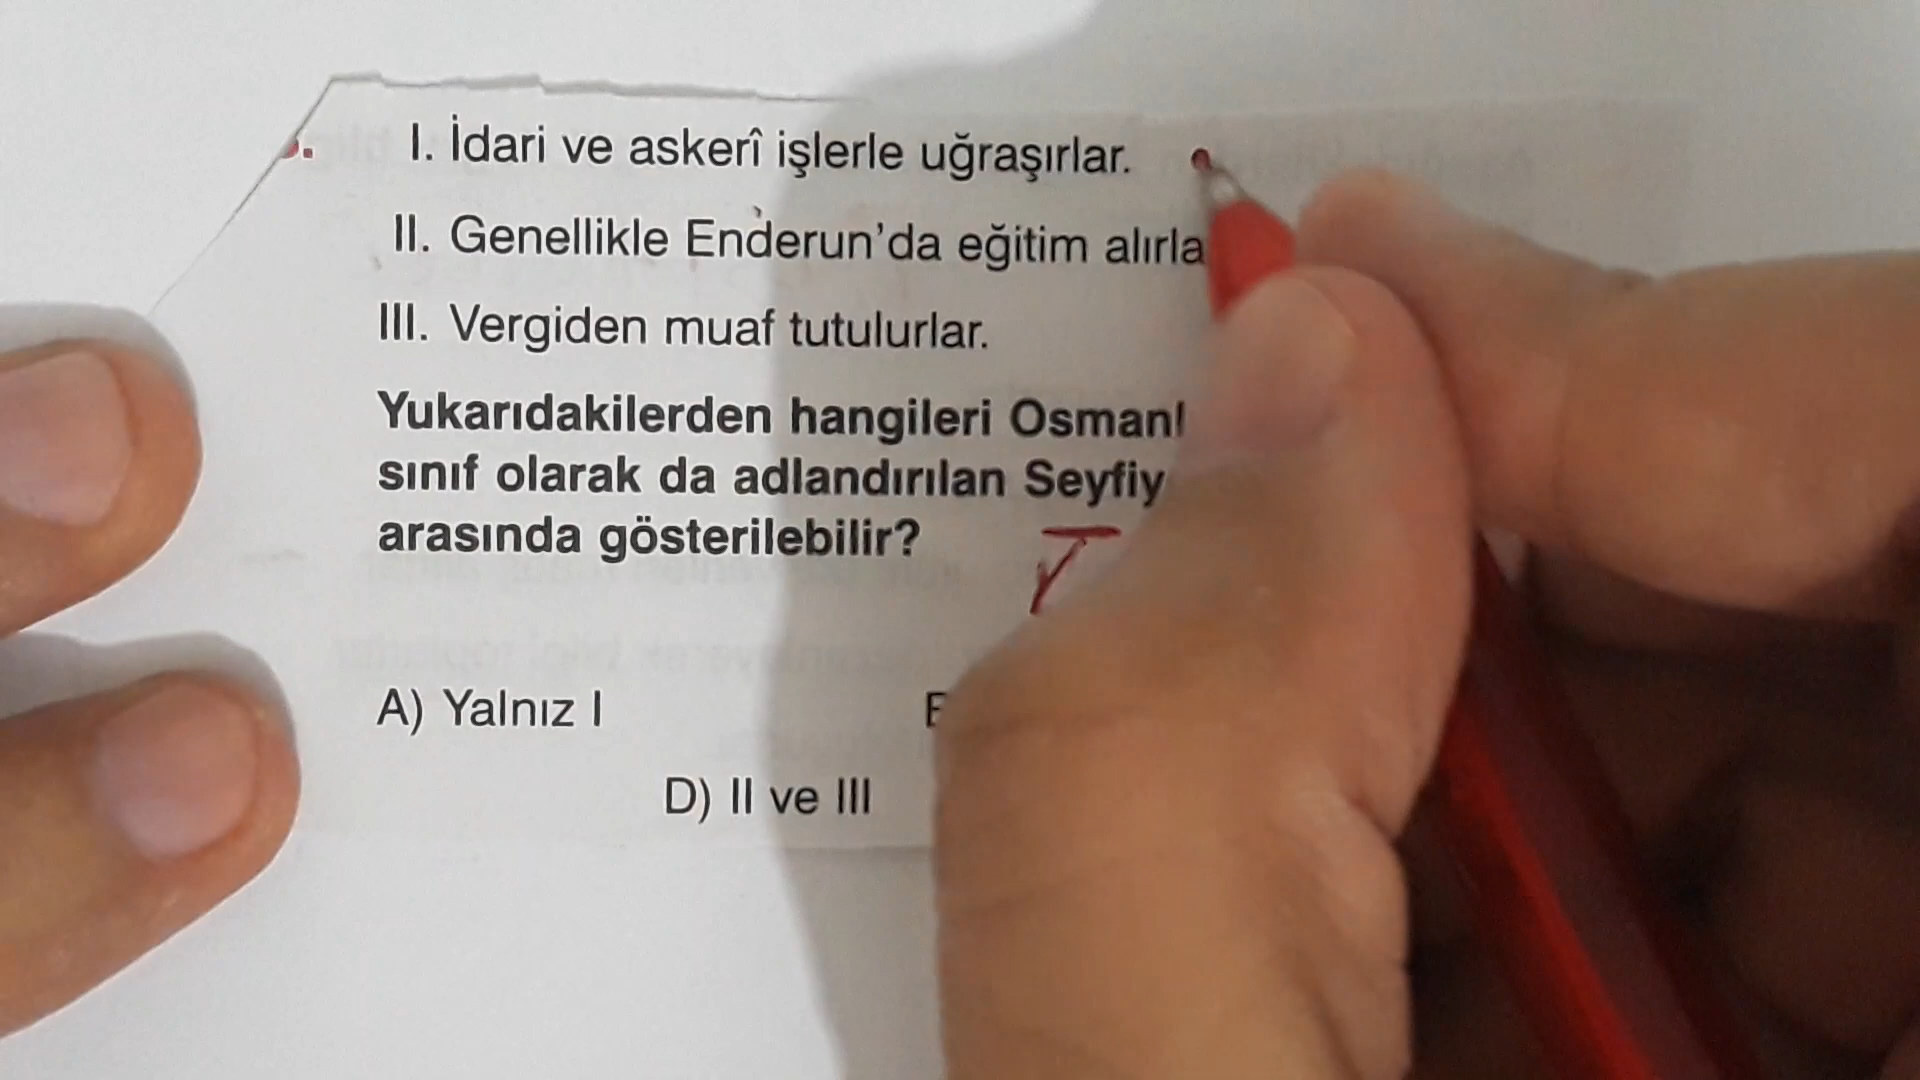 I. İdari ve askerî işlerle uğraşırlar.
II. Genellikle Enderun'da eğitim alırla
III. Vergiden muaf tutulurlar.
Yukarıdakilerden hangileri Osmanl
sınıf olarak da adlandırılan Seyfiy
arasında gösterilebilir?
A) Yalnız I
D) II ve III